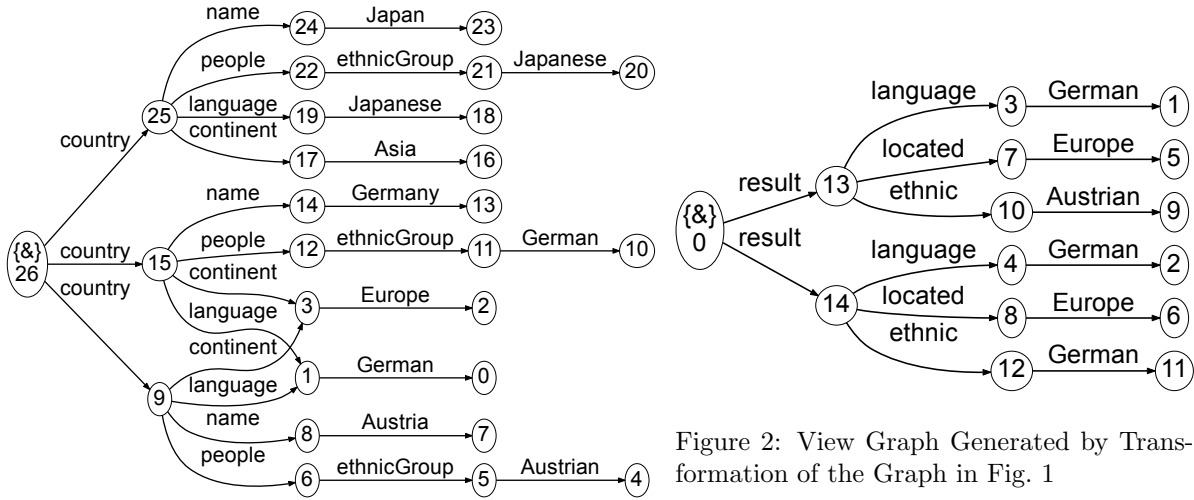 name
24
Japan
23
people
22
ethnicGroup
21
Japanese
20
25
language
19
Japanese
18
continent
17
Asia
16
country
name
14
Germany
13
people
12
ethnicGroup
11
German
10
{&}
26
country
15
continent
3
Europe
2
country
language
continent
1
German
0
9
language
name
8
Austria
7
people
6
ethnicGroup
5
Austrian
4
language
3
German
1
located
7
Europe
5
result
13
ethnic
10
Austrian
9
{&}
0
result
language
4
German
2
14
located
8
Europe
6
ethnic
12
German
11
Figure 2: View Graph Generated by Trans-
formation of the Graph in Fig. 1